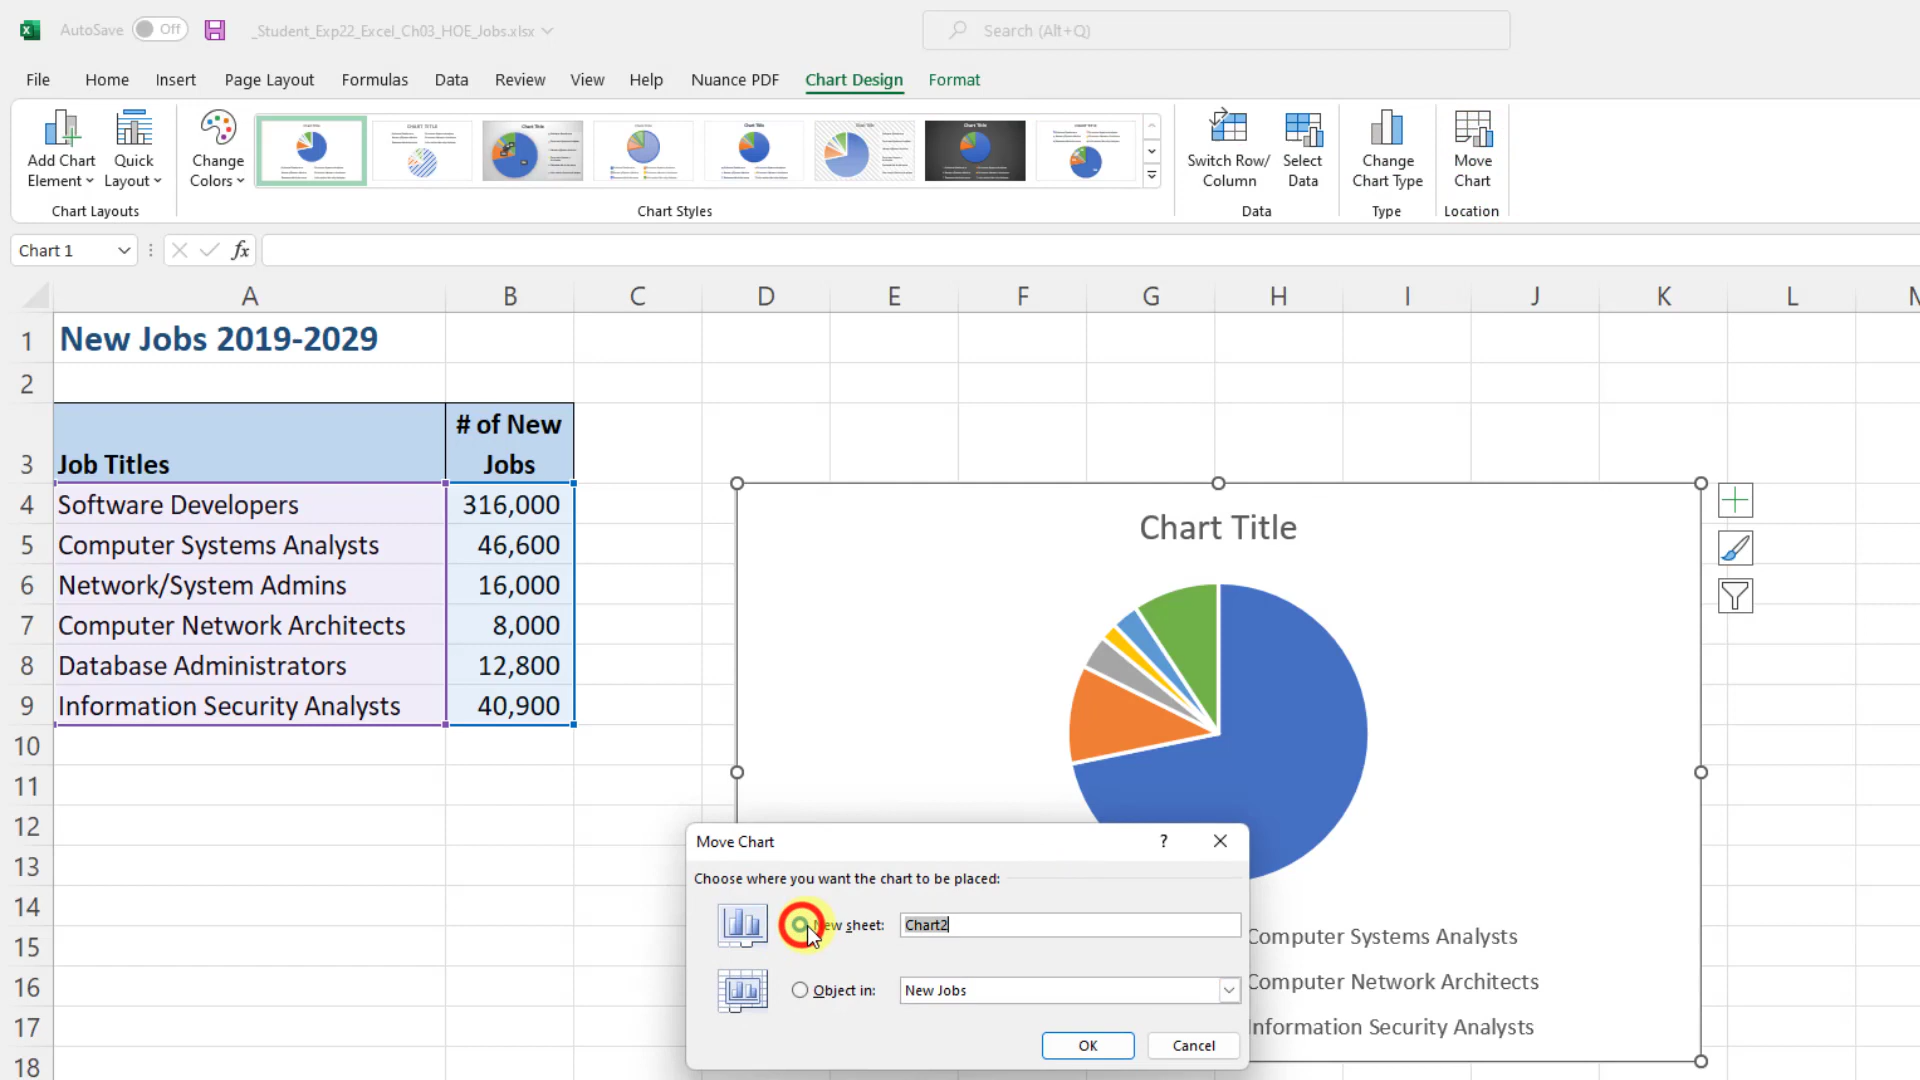 AutoSave Off _Student_Exp22_Excel_Ch03_HOE_Jobs.xlsx Search (Alt+Q)
File Home Insert Page Layout Formulas Data Review View Help Nuance PDF Chart Design Format
Add Chart Element Quick Layout Change Colors Switch Row/ Column Select Data Change Chart Type Move Chart
Chart Layouts Chart Styles Data Type Location
Chart 1 fx
A B C D E F G H I J K L
1 New Jobs 2019-2029
2
# of New
3 Job Titles Jobs
4 Software Developers 316,000
5 Computer Systems Analysts 46,600
6 Network/System Admins 16,000
7 Computer Network Architects 8,000
8 Database Administrators 12,800
9 Information Security Analysts 40,900
10
11
12
13
14
15
16
17
18
Chart Title
Computer Systems Analysts
Computer Network Architects
Information Security Analysts
Move Chart ?
Choose where you want the chart to be placed:
New sheet: Chart2
Object in: New Jobs
OK Cancel